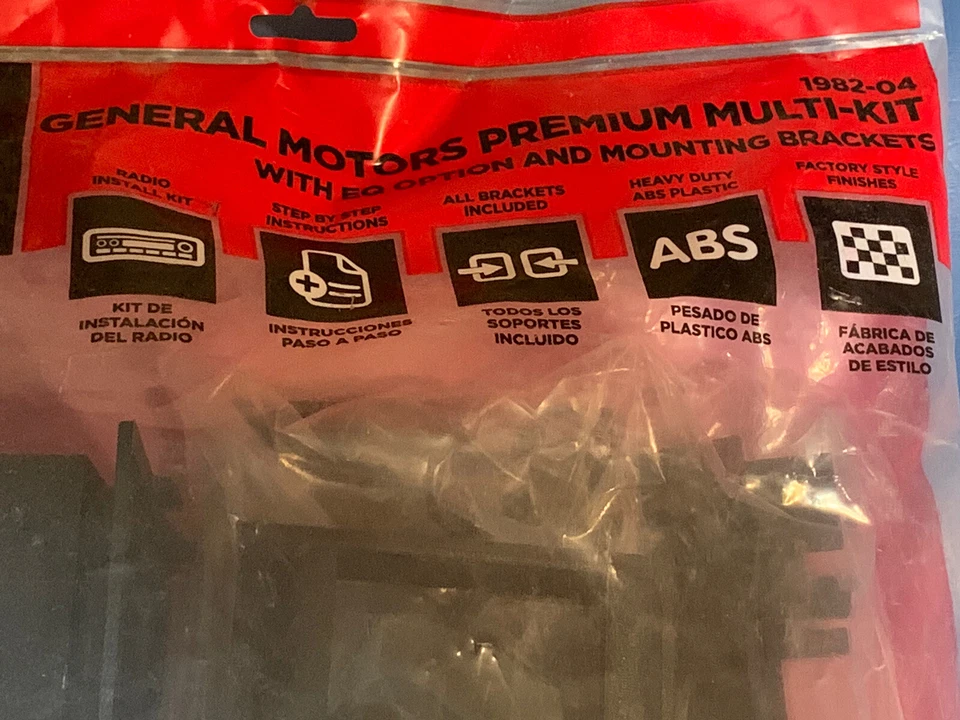 1982-04
GENERAL MOTORS PREMIUM MULTI-KIT
WITH EQ OPTION AND MOUNTING BRACKETS
RADIO
INSTALL KIT
STEP BY STEP
INSTRUCTIONS
ALL BRACKETS
INCLUDED
HEAVY DUTY
ABS PLASTIC
FACTORY STYLE
FINISHES
ABS
KIT DE
INSTALACIÓN
DEL RADIO
INSTRUCCIONES
PASO A PASO
TODOS LOS
SOPORTES
INCLUIDO
PESADO DE
PLASTICO ABS
FÁBRICA DE
ACABADOS
DE ESTILO